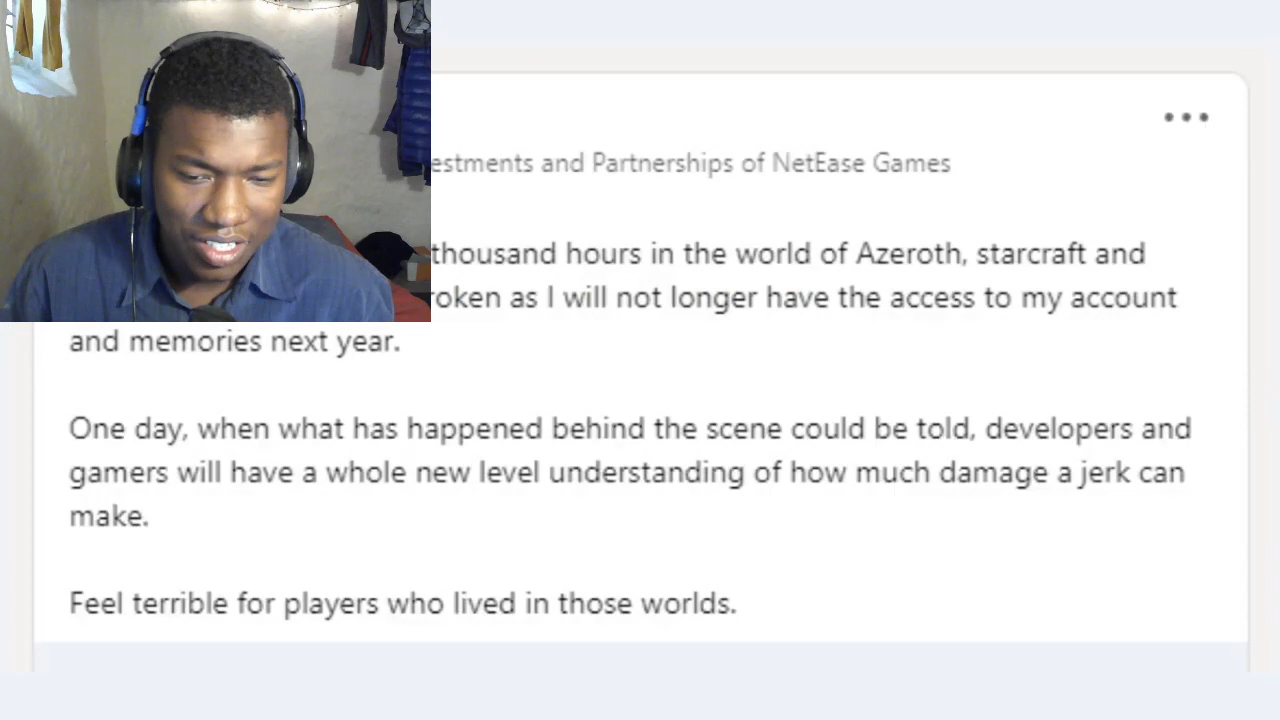 estments and Partnerships of NetEase Games
thousand hours in the world of Azeroth, starcraft and
roken as I will not longer have the access to my account
and memories next year.
One day, when what has happened behind the scene could be told, developers and
gamers will have a whole new level understanding of how much damage a jerk can
make.
Feel terrible for players who lived in those worlds.